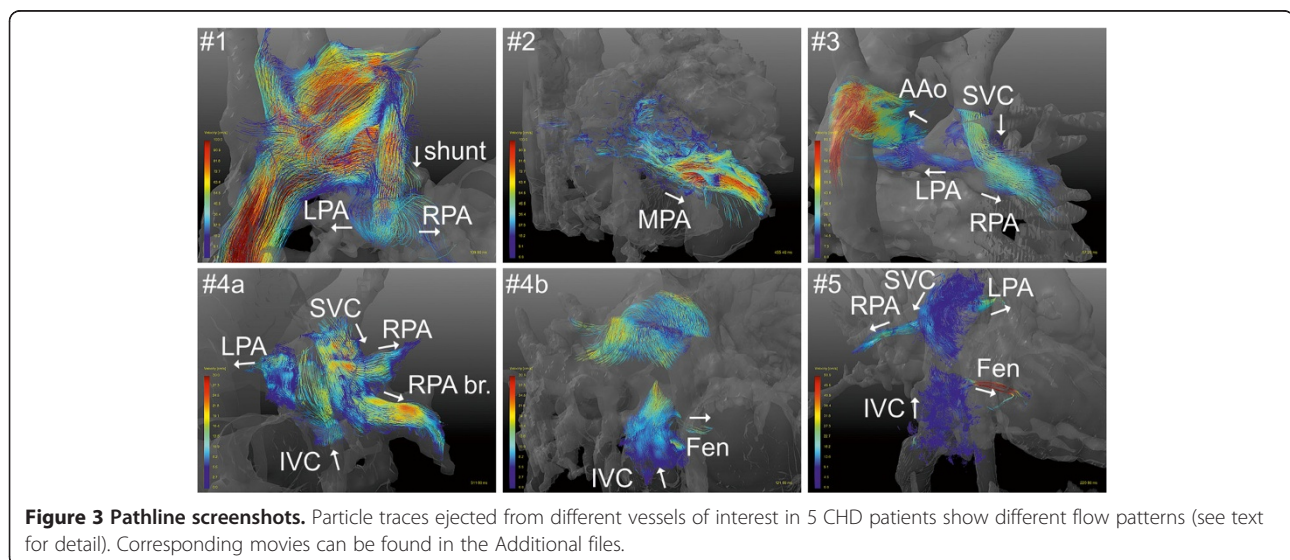 #1
shunt
LPA
RPA
#2
MPA
#3
AAo
SVC
LPA
RPA
#4a
SVC
RPA
LPA
RPA br.
IVC
#4b
Fen
IVC
#5
SVC
RPA
LPA
Fen
IVC
Figure 3 Pathline screenshots. Particle traces ejected from different vessels of interest in 5 CHD patients show different flow patterns (see text
for detail). Corresponding movies can be found in the Additional files.